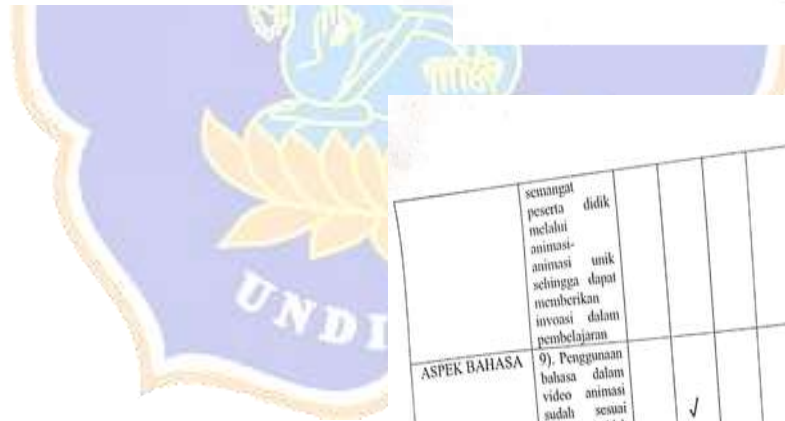 semangat
peserta didik
melalui
animasi-
animasi unik
sehingga dapat
memberikan
invoasi dalam
pembelajaran
ASPEK BAHASA
9). Penggunaan
bahasa dalam
video animasi
sudah sesuai
UNDI